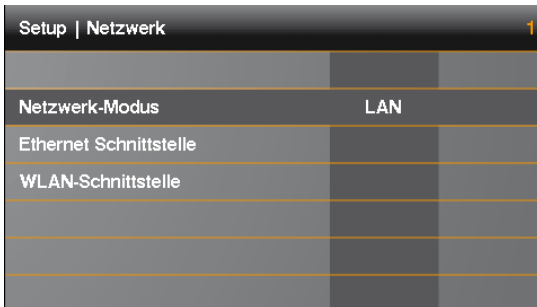 Setup | Netzwerk 1
Netzwerk-Modus LAN
Ethernet Schnittstelle
WLAN-Schnittstelle